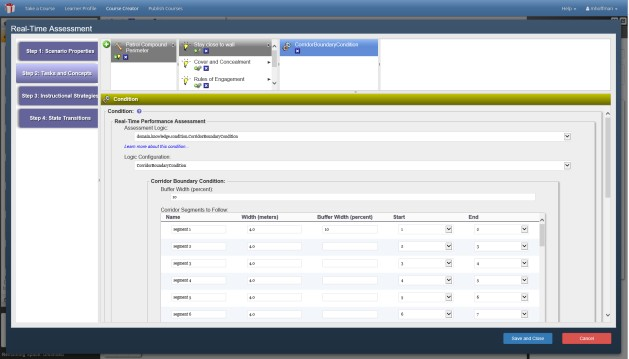 Take a Course Learner Profile Course Creator Publish Courses Help
Real-Time Assessment
Step 1: Scenario Properties
Step 2: Tasks and Concepts
Step 3: Instructional Strategies
Step 4: State Transitions
Patrol Compound Perimeter
Stay close to wall
Cover and Concealment
Rules of Engagement
CorridorBoundaryCondition
Condition
Condition:
Real-Time Performance Assessment
Assessment Logic:
domain.knowledge.condition.CorridorBoundaryCondition
Learn more about this condition...
Logic Configuration
CorridorBoundaryCondition
Corridor Boundary Condition:
Buffer Width (percent)
10
Corridor Segments to Follow:
Name Width (meters) Buffer Width (percent) Start End
segment 1 4.0 10 1 2
segment 2 4.0 2 3
segment 3 4.0 3 4
segment 4 4.0 4 5
segment 5 4.0 5 6
segment 6 4.0 6 7
Save and Close Cancel